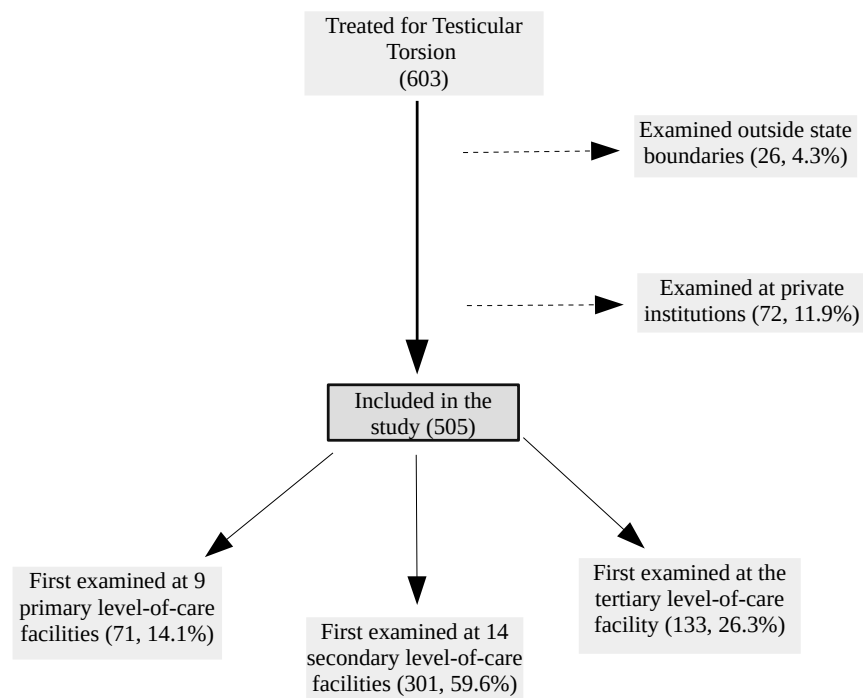 Treated for Testicular
Torsion
(603)
Examined outside state
boundaries (26, 4.3%)
Examined at private
institutions (72, 11.9%)
Included in the
study (505)
First examined at 9
primary level-of-care
facilities (71, 14.1%)
First examined at 14
secondary level-of-care
facilities (301, 59.6%)
First examined at the
tertiary level-of-care
facility (133, 26.3%)